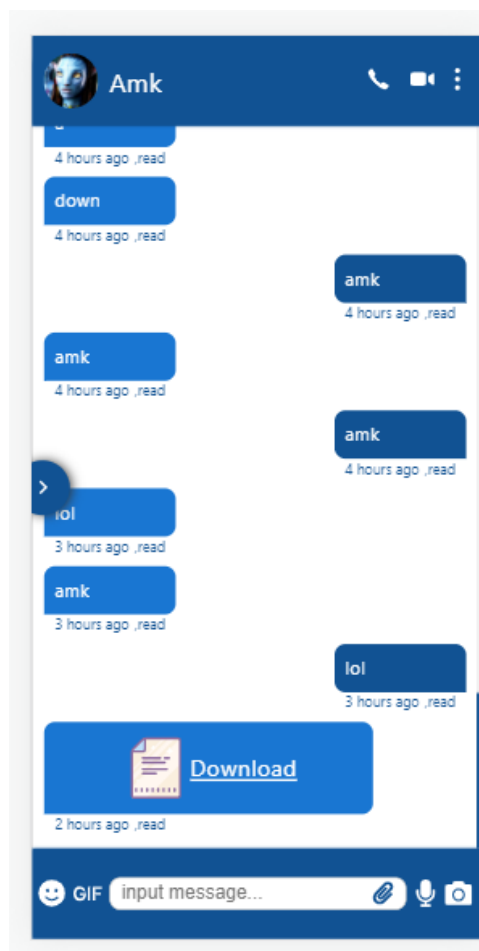 Amk
4 hours ago ,read
down
4 hours ago ,read
amk
4 hours ago ,read
amk
4 hours ago ,read
amk
4 hours ago ,read
lol
3 hours ago ,read
amk
3 hours ago ,read
lol
3 hours ago ,read
Download
2 hours ago ,read
GIF input message...